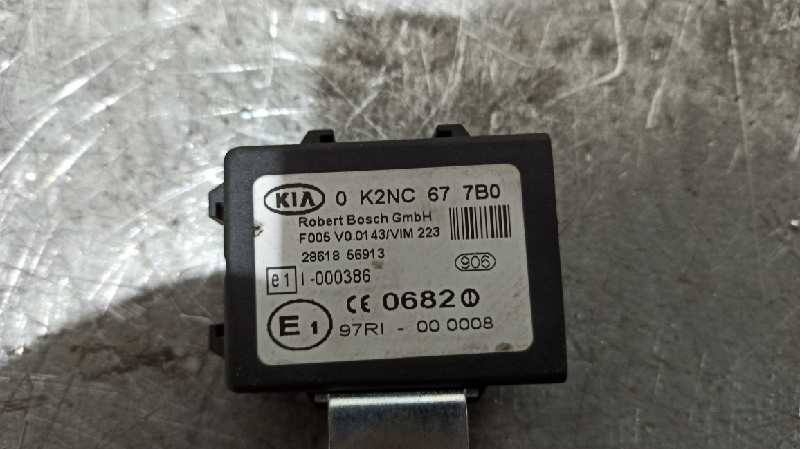 KIA 0 K2NC 67 7B0
Robert Bosch GmbH
F005 V0.0143/VIM 223
28618 56913
906
e1 I-000386
CE 0682
E1 97RI - 00 0008